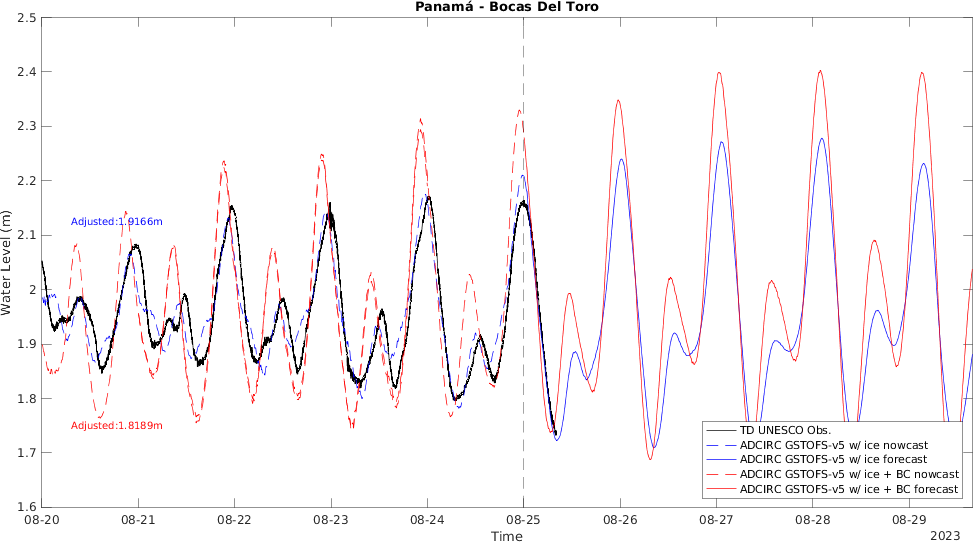 Panamá - Bocas Del Toro
Water Level (m)
2.5
2.4
2.3
2.2
2.1
2
1.9
1.8
1.7
1.6
Adjusted:1.9166m
Adjusted:1.8189m
TD UNESCO Obs.
ADCIRC GSTOFS-v5 w/ ice nowcast
ADCIRC GSTOFS-v5 w/ ice forecast
ADCIRC GSTOFS-v5 w/ ice + BC nowcast
ADCIRC GSTOFS-v5 w/ ice + BC forecast
08-20 08-21 08-22 08-23 08-24 08-25 08-26 08-27 08-28 08-29
Time
2023